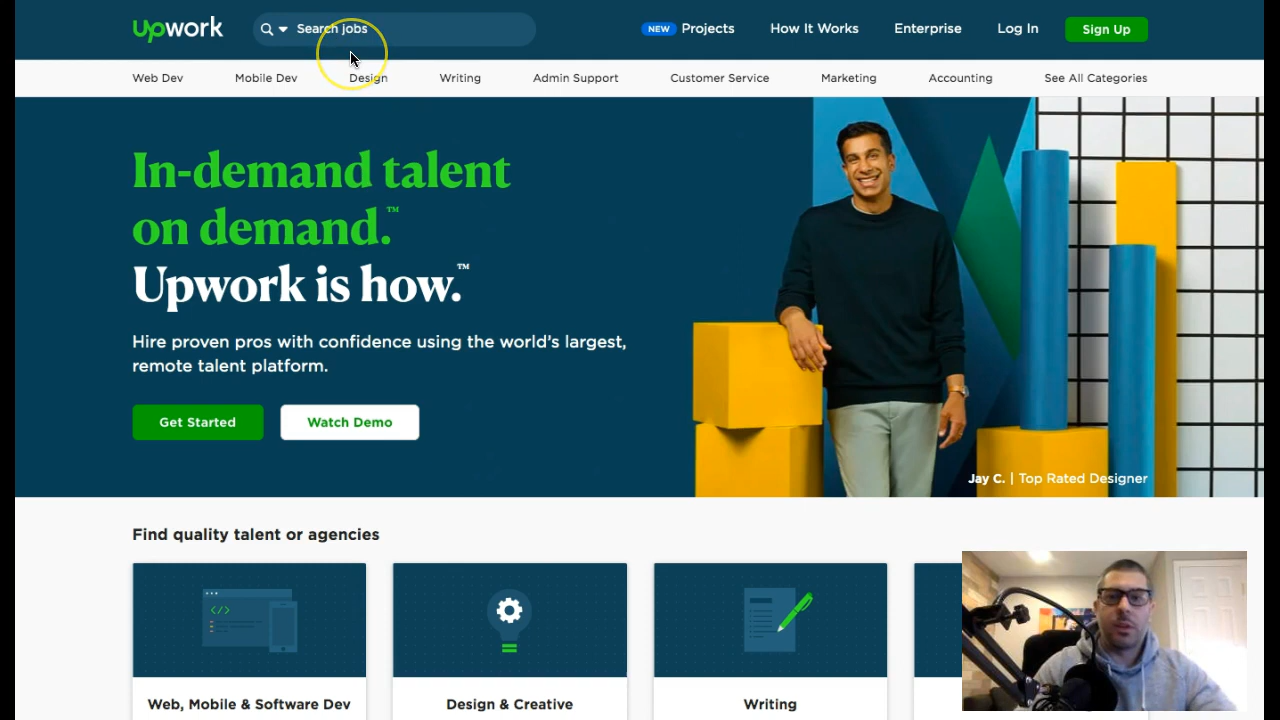 Upwork
Search jobs
NEW Projects
How It Works
Enterprise
Log In
Sign Up
Web Dev
Mobile Dev
Design
Writing
Admin Support
Customer Service
Marketing
Accounting
See All Categories
In-demand talent
on demand.™
Upwork is how.™
Hire proven pros with confidence using the world's largest,
remote talent platform.
Get Started
Watch Demo
Jay C. | Top Rated Designer
Find quality talent or agencies
</>
Web, Mobile & Software Dev
Design & Creative
Writing